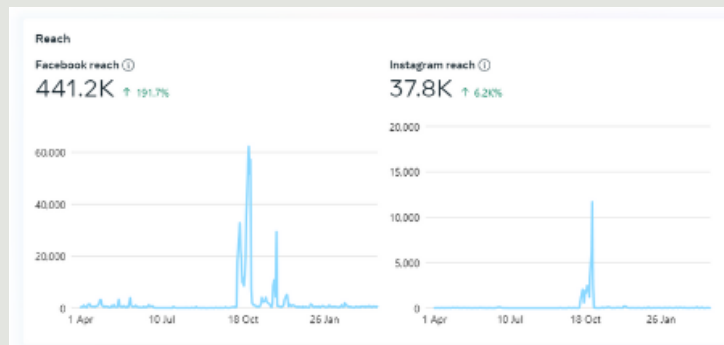 Reach
Facebook reach
441.2K ↑ 191.7%
60,000
40,000
20,000
0
1 Apr 10 Jul 18 Oct 26 Jan
Instagram reach
37.8K ↑ 6.2K%
20,000
15,000
10,000
5,000
0
1 Apr 10 Jul 18 Oct 26 Jan